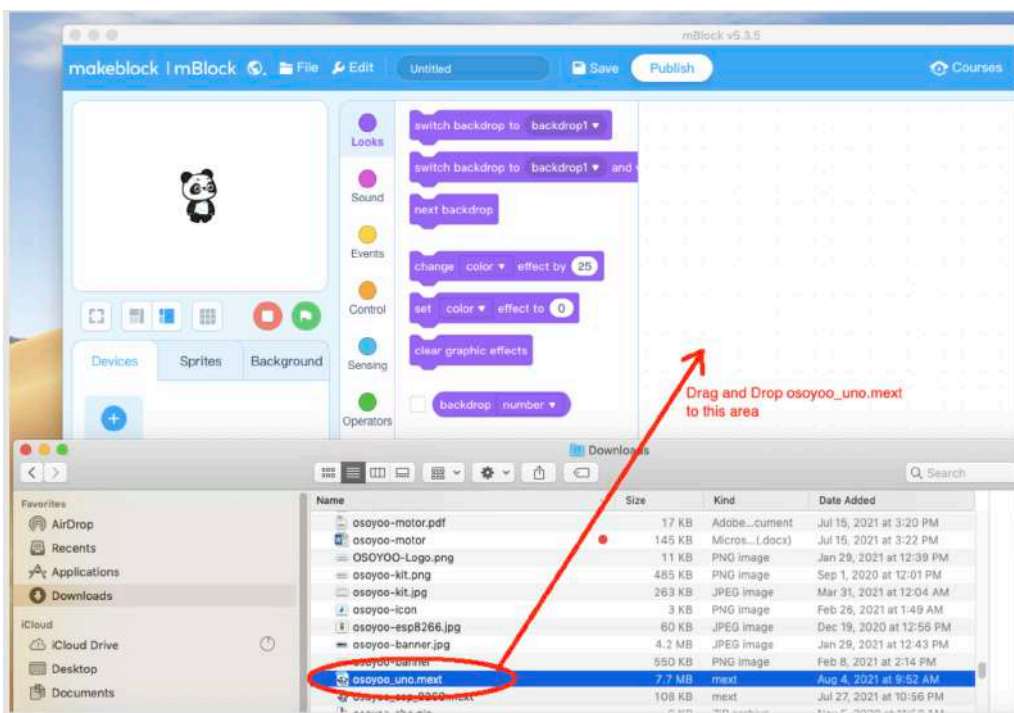 mBlock v5.3.5
makeblock | mBlock File Edit Untitled Save Publish Courses
switch backdrop to backdrop1
Looks
switch backdrop to backdrop1 and
Sound
next backdrop
Events
change color effect by 25
Control
set color effect to 0
clear graphic effects
Devices Sprites Background
Sensing
Drag and Drop osoyoo_uno.mext
to this area
backdrop number
Operators
Downloads
Search
Favorites
AirDrop
Recents
Applications
Downloads
iCloud
iCloud Drive
Desktop
Documents
Name Size Kind Date Added
osoyoo-motor.pdf 17 KB Adobe...cument Jul 15, 2021 at 3:20 PM
osoyoo-motor 145 KB Micros...(.docx) Jul 15, 2021 at 3:22 PM
OSOYOO-Logo.png 11 KB PNG image Jan 29, 2021 at 12:39 PM
osoyoo-kit.png 485 KB PNG image Sep 1, 2020 at 12:01 PM
osoyoo-kit.jpg 263 KB JPEG image Mar 31, 2021 at 12:04 AM
osoyoo-icon 3 KB PNG image Feb 26, 2021 at 1:49 AM
osoyoo-esp8266.jpg 60 KB JPEG image Dec 19, 2020 at 12:56 PM
osoyoo-banner.jpg 4.2 MB JPEG image Jan 29, 2021 at 12:43 PM
osoyoo-banner 550 KB PNG image Feb 8, 2021 at 2:14 PM
osoyoo_uno.mext 7.7 MB mext Aug 4, 2021 at 9:52 AM
108 KB mext Jul 27, 2021 at 10:56 PM